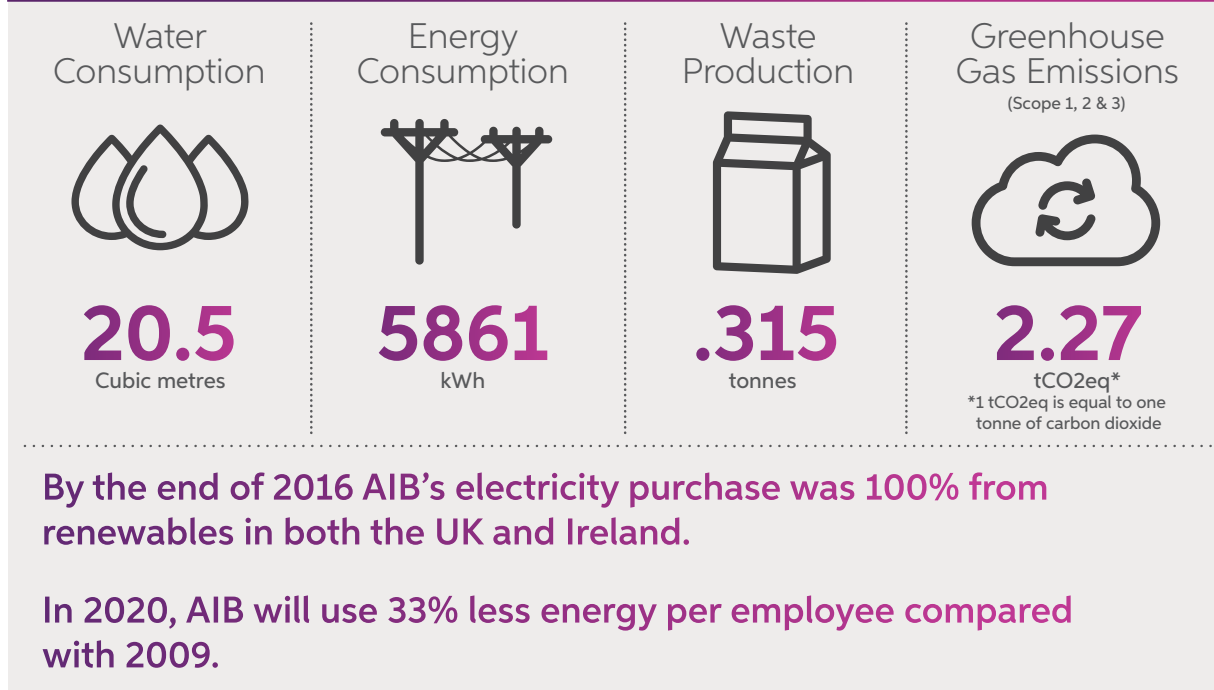 Water
Consumption
20.5
Cubic metres
Energy
Consumption
5861
kWh
Waste
Production
.315
tonnes
Greenhouse
Gas Emissions
(Scope 1, 2 & 3)
2.27
tCO2eq*
*1 tCO2eq is equal to one
tonne of carbon dioxide
By the end of 2016 AIB’s electricity purchase was 100% from
renewables in both the UK and Ireland.
In 2020, AIB will use 33% less energy per employee compared
with 2009.